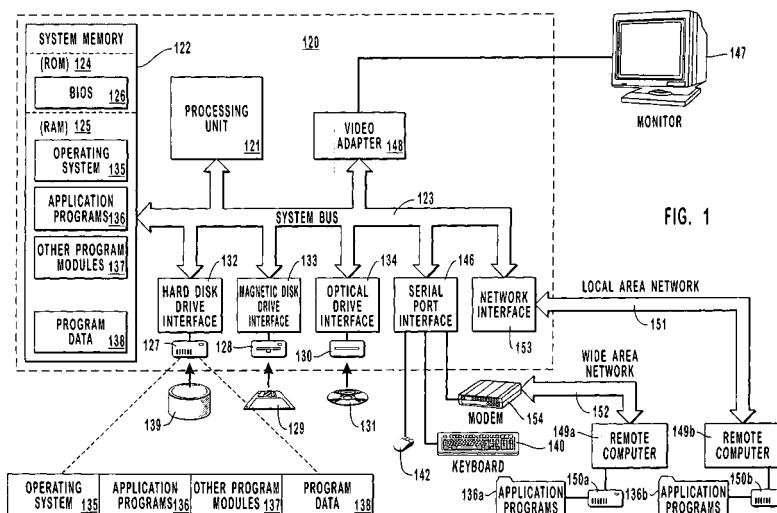 SYSTEM MEMORY
122
(ROM) 124
BIOS
126
(RAM) 125
OPERATING
SYSTEM 135
APPLICATION
PROGRAMS 136
OTHER PROGRAM
MODULES 137
PROGRAM
DATA 138
120
PROCESSING
UNIT
121
VIDEO
ADAPTER
148
147
MONITOR
123
SYSTEM BUS
FIG. 1
132
HARD DISK
DRIVE
INTERFACE
133
MAGNETIC DISK
DRIVE
INTERFACE
134
OPTICAL
DRIVE
INTERFACE
146
SERIAL
PORT
INTERFACE
NETWORK
INTERFACE
153
LOCAL AREA NETWORK
151
127
128
130
139
129
131
WIDE AREA
NETWORK
152
MODEM
154
142
KEYBOARD
140
149a
REMOTE
COMPUTER
149b
REMOTE
COMPUTER
136a
APPLICATION
PROGRAMS
150a
136b
APPLICATION
PROGRAMS
150b
OPERATING
SYSTEM 135
APPLICATION
PROGRAMS 136
OTHER PROGRAM
MODULES 137
PROGRAM
DATA 138